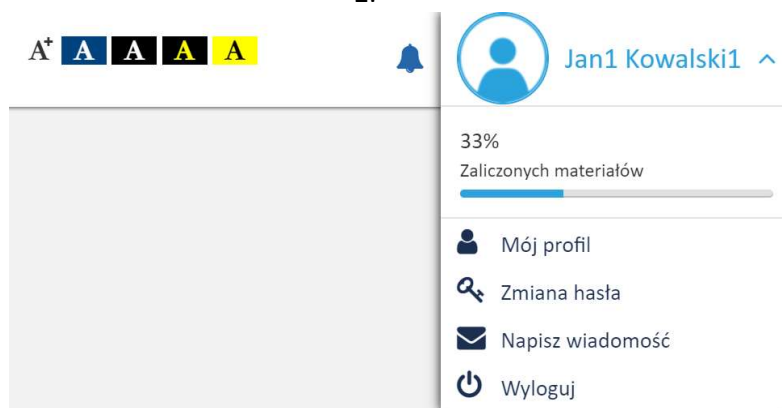 A+ A A A A
Jan1 Kowalski1
33%
Zaliczonych materiałów
Mój profil
Zmiana hasła
Napisz wiadomość
Wyloguj